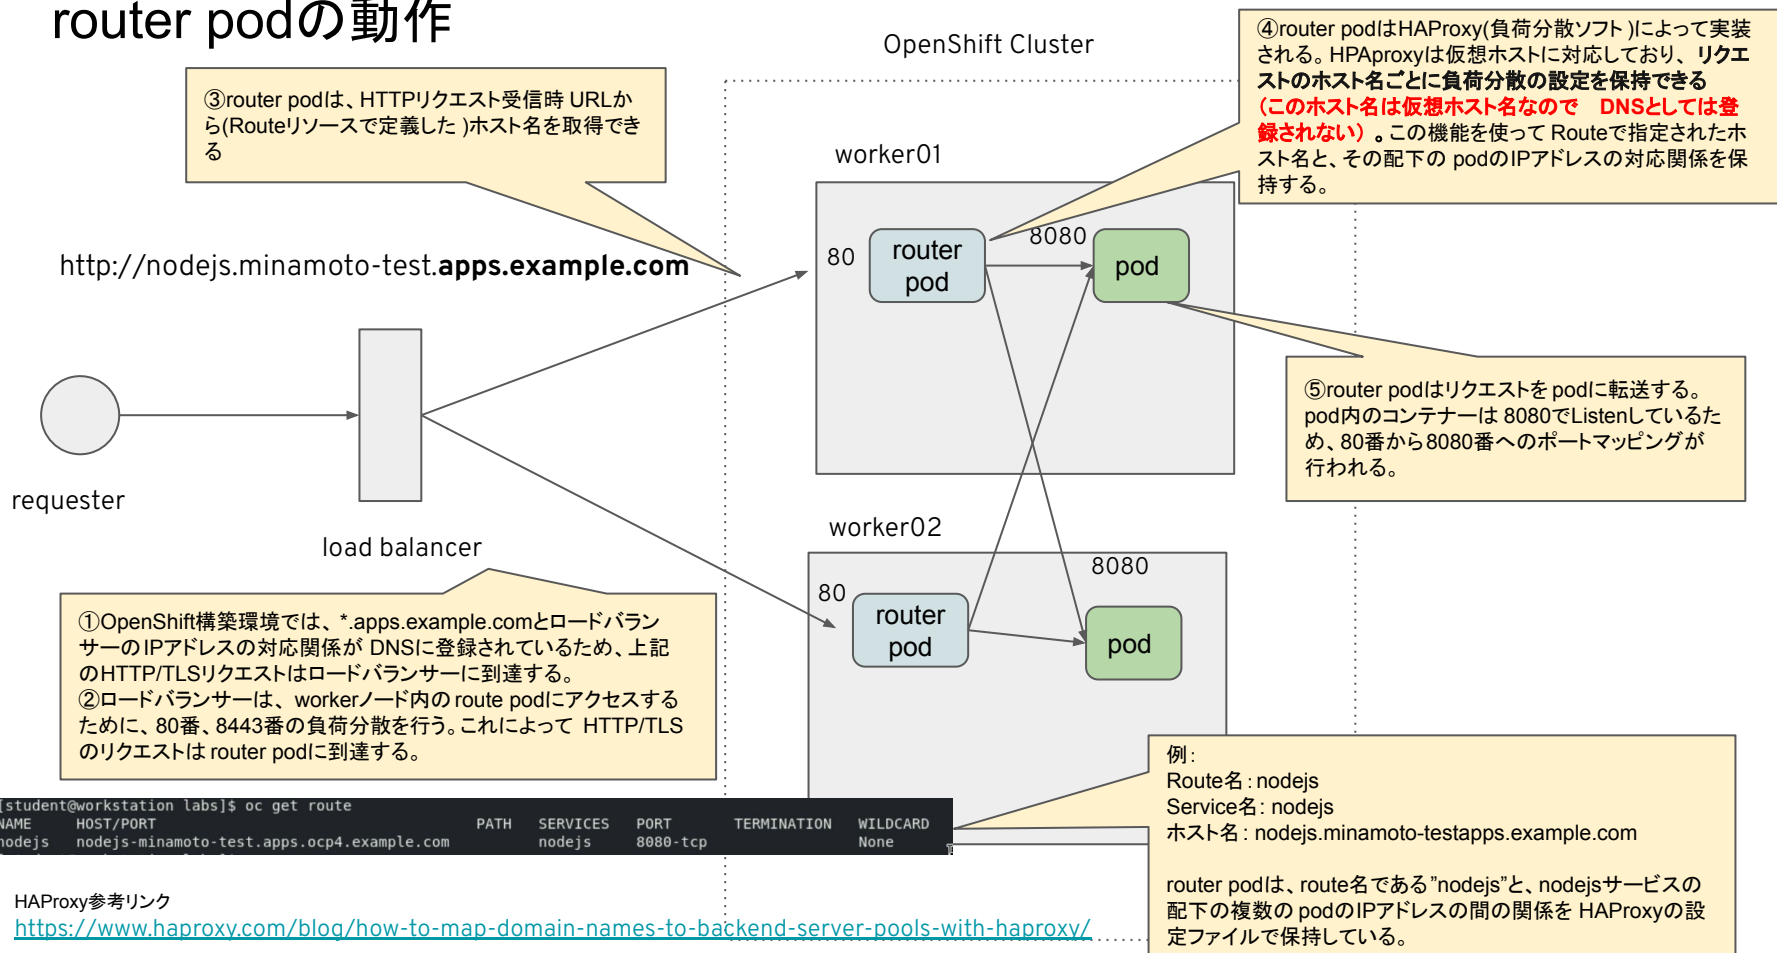 router podの動作
OpenShift Cluster
④router podはHAProxy(負荷分散ソフト)によって実装
される。HPAproxyは仮想ホストに対応しており、リクエ
ストのホスト名ごとに負荷分散の設定を保持できる
（このホスト名は仮想ホスト名なので　DNSとしては登
録されない）。この機能を使って Routeで指定されたホ
スト名と、その配下の podのIPアドレスの対応関係を保
持する。
③router podは、HTTPリクエスト受信時 URLか
ら(Routeリソースで定義した )ホスト名を取得でき
る
worker01
http://nodejs.minamoto-test.apps.example.com
80
router
pod
8080
pod
⑤router podはリクエストを podに転送する。
pod内のコンテナーは 8080でListenしているた
め、80番から8080番へのポートマッピングが
行われる。
requester
load balancer
worker02
80
router
pod
8080
pod
①OpenShift構築環境では、*.apps.example.comとロードバラン
サーのIPアドレスの対応関係が DNSに登録されているため、上記
のHTTP/TLSリクエストはロードバランサーに到達する。
②ロードバランサーは、workerノード内の route podにアクセスする
ために、80番、8443番の負荷分散を行う。これによって HTTP/TLS
のリクエストは router podに到達する。
[student@workstation labs]$ oc get route
NAME HOST/PORT PATH SERVICES PORT TERMINATION WILDCARD
nodejs nodejs-minamoto-test.apps.ocp4.example.com nodejs 8080-tcp None
例：
Route名：nodejs
Service名: nodejs
ホスト名：nodejs.minamoto-testapps.example.com
router podは、route名である”nodejs”と、nodejsサービスの
配下の複数の podのIPアドレスの間の関係を HAProxyの設
定ファイルで保持している。
HAProxy参考リンク
https://www.haproxy.com/blog/how-to-map-domain-names-to-backend-server-pools-with-haproxy/